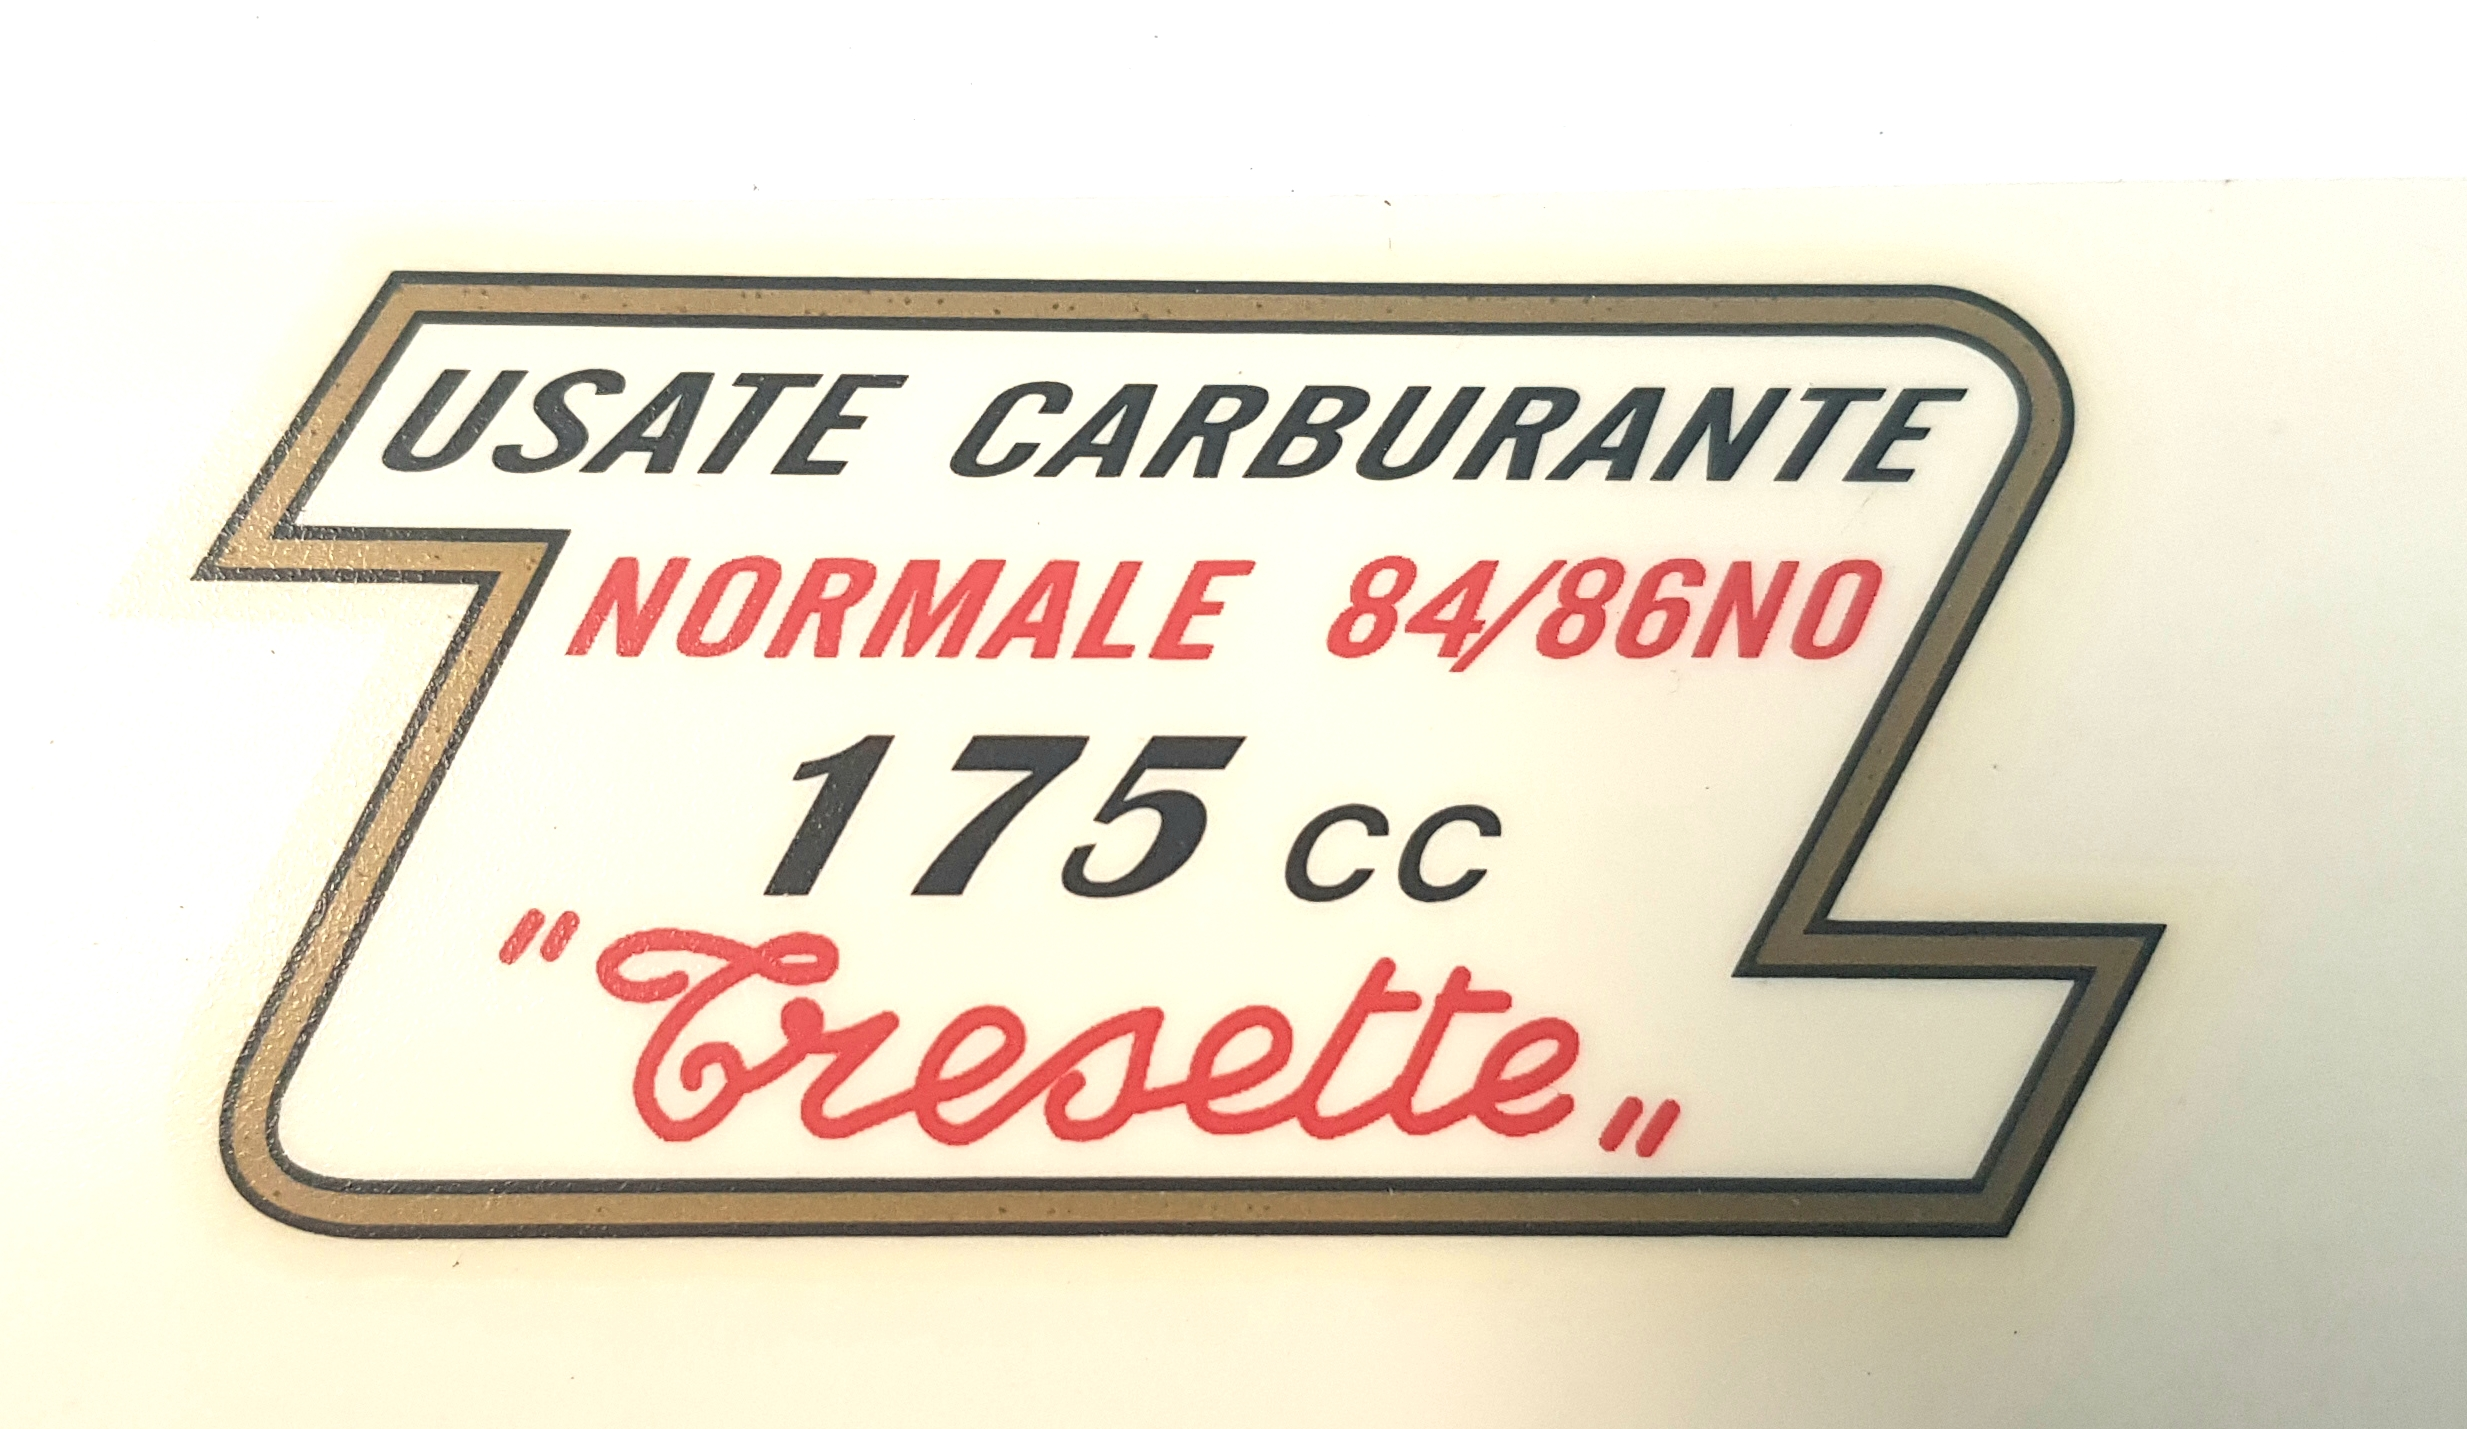 USATE CARBURANTE
NORMALE 84/86NO
175 cc
"Tresette"